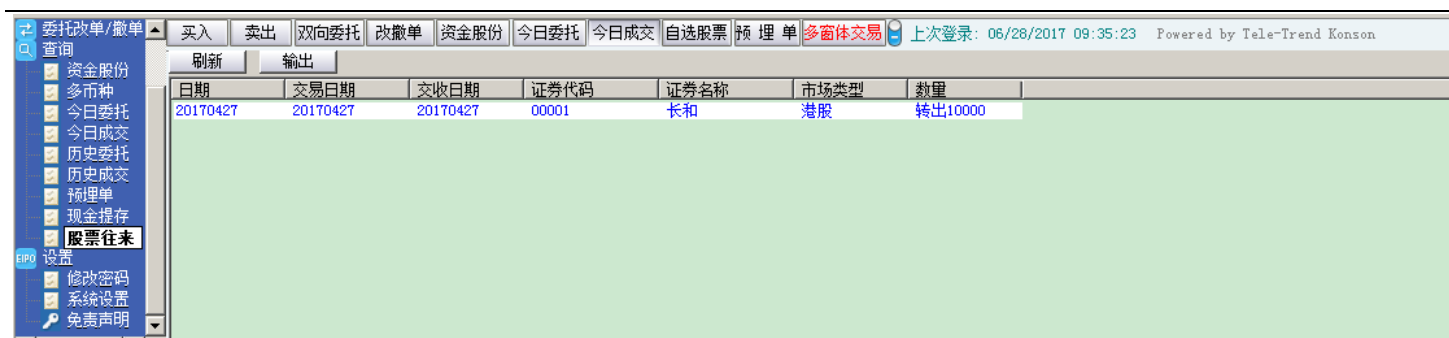 委托改单/撤单
查询
资金股份
多币种
今日委托
今日成交
历史委托
历史成交
预埋单
现金提存
股票往来
EIPO 设置
修改密码
系统设置
免责声明
买入 卖出 双向委托 改撤单 资金股份 今日委托 今日成交 自选股票 预 埋 单 多窗体交易 上次登录: 06/28/2017 09:35:23 Powered by Tele-Trend Konson
刷新 输出
日期 交易日期 交收日期 证券代码 证券名称 市场类型 数量
20170427 20170427 20170427 00001 长和 港股 转出10000